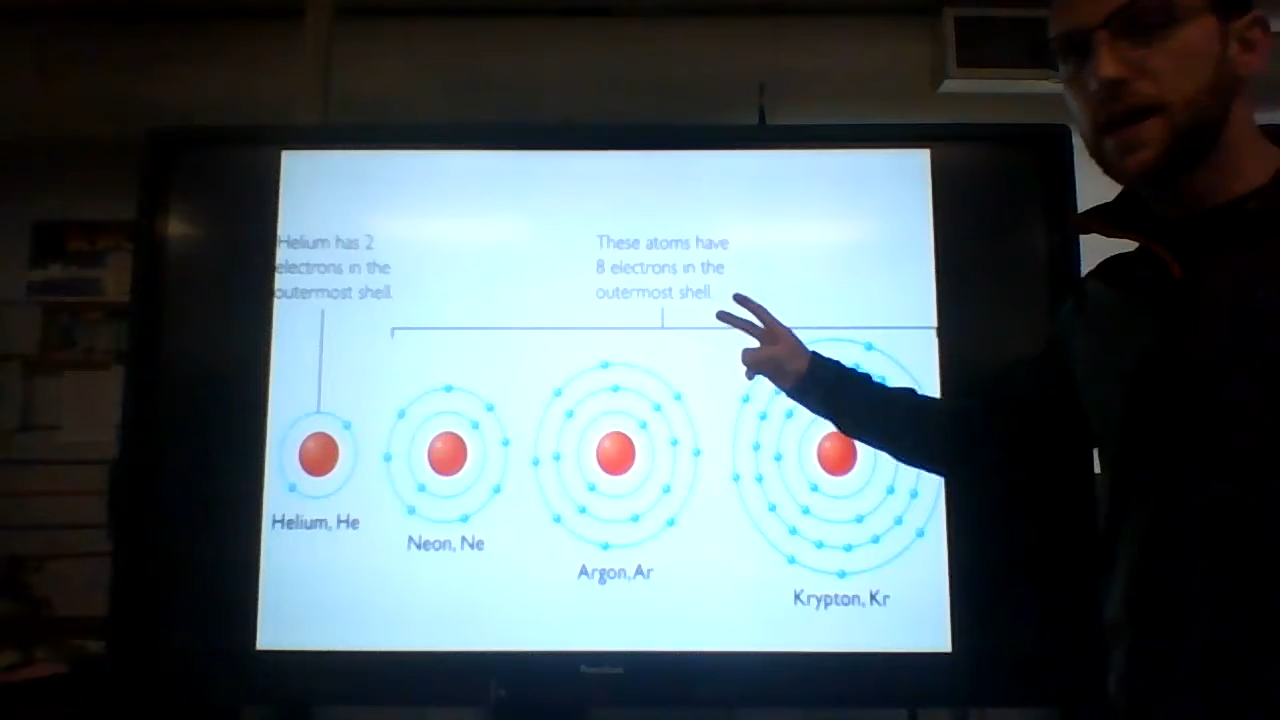 Helium has 2
electrons in the
outermost shell
These atoms have
8 electrons in the
outermost shell
Helium, He
Neon, Ne
Argon, Ar
Krypton, Kr